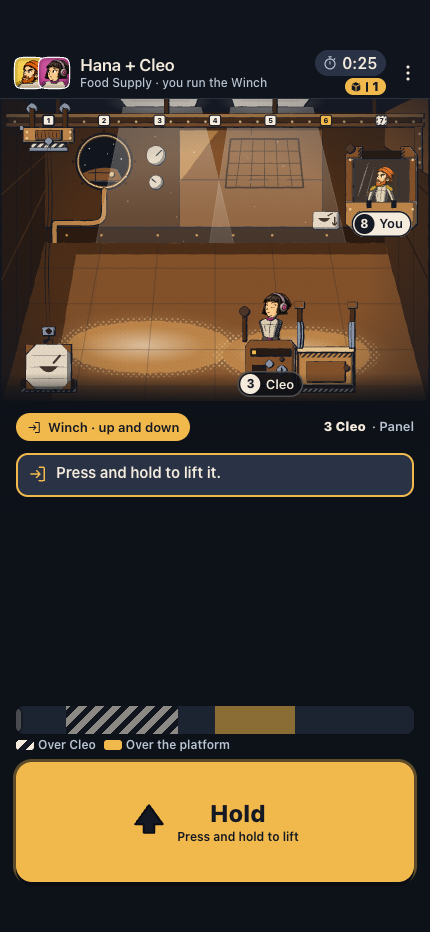 Hana + Cleo
Food Supply · you run the Winch
0:25
1
1
2
3
4
5
6
7
8 You
3 Cleo
Winch · up and down
3 Cleo · Panel
Press and hold to lift it.
Over Cleo
Over the platform
Hold
Press and hold to lift